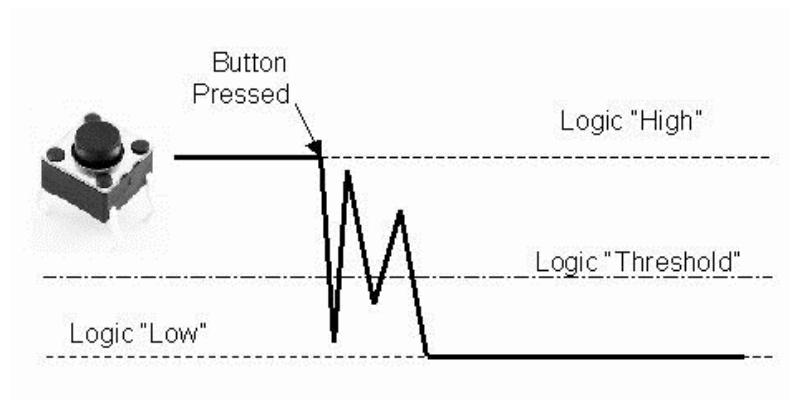 Button
Pressed
Logic "High"
Logic "Threshold"
Logic "Low"